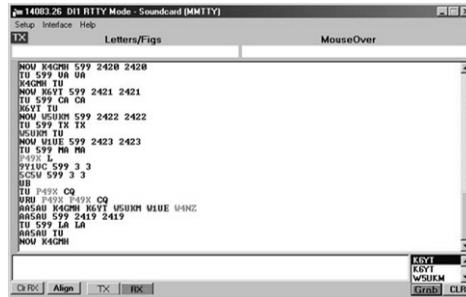 14083.26 DI1 RTTY Mode - Soundcard (MMTTY)
Setup Interface Help
TX Letters/Figs MouseOver
NOW K4GMH 599 2420 2420
TU 599 VA VA
K4GMH TU
NOW K6YT 599 2421 2421
TU 599 CA CA
K6YT TU
NOW W5UKM 599 2422 2422
TU 599 TX TX
W5UKM TU
NOW W1UE 599 2423 2423
TU 599 MA MA
P49X L
9Y1UC 599 3 3
SC5W 599 3 3
UB
TU P49X CQ
URU P49X P49X CQ
AA5AU K4GMH K6YT W5UKM W1UE W4NZ
AA5AU 599 2419 2419
TU 599 LA LA
AA5AU TU
NOW K4GMH
K6YT
K6YT
W5UKM
Clr RX Align TX RX Grab CLR